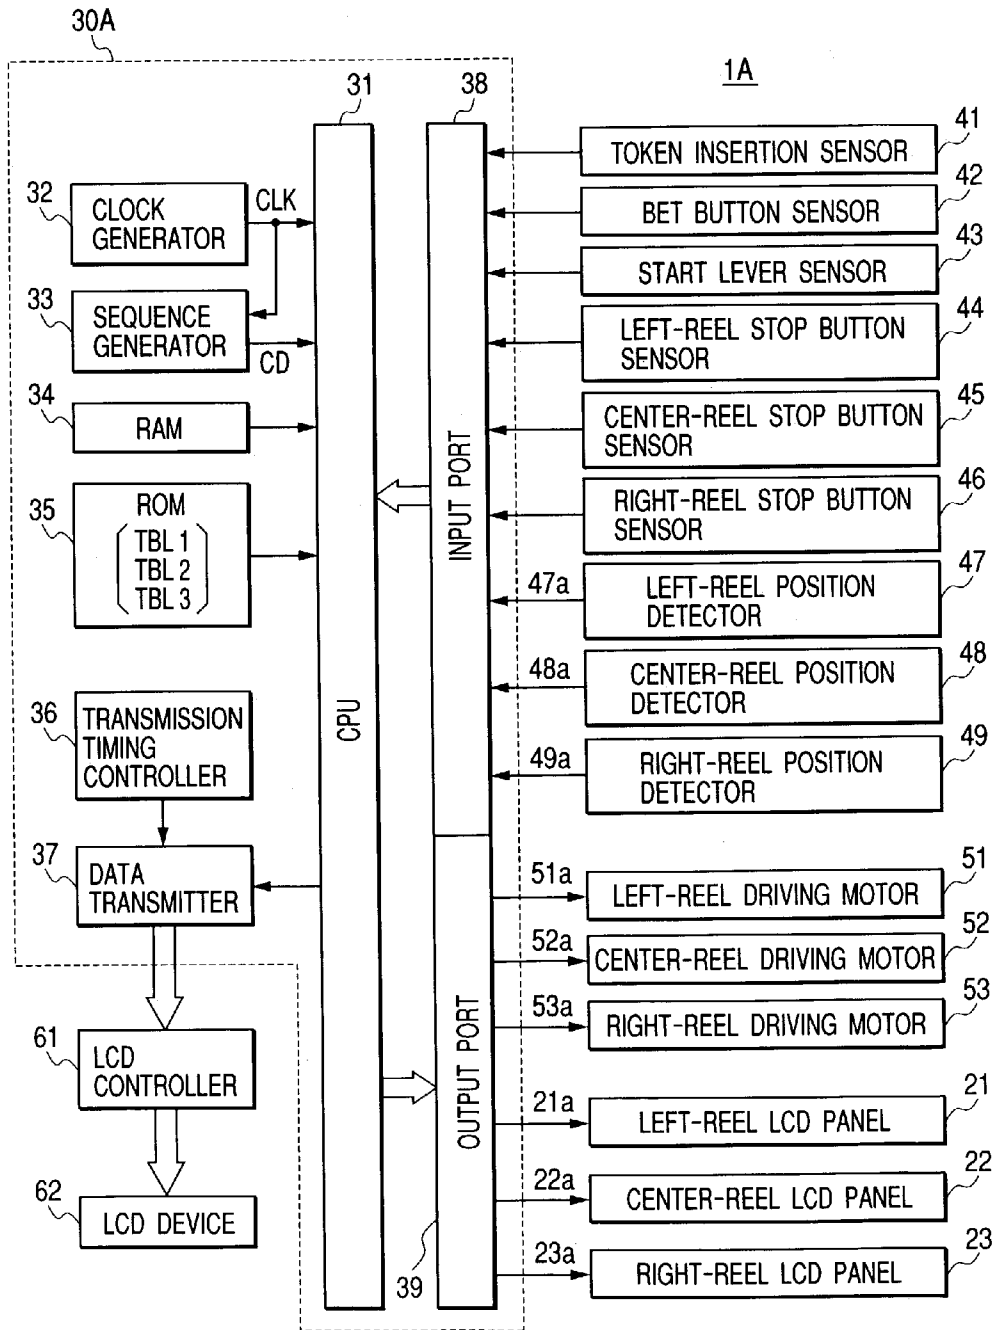 30A
1A
31
38
32
CLOCK
GENERATOR
CLK
33
SEQUENCE
GENERATOR
CD
34
RAM
35
ROM
TBL 1
TBL 2
TBL 3
36
TRANSMISSION
TIMING
CONTROLLER
37
DATA
TRANSMITTER
61
LCD
CONTROLLER
62
LCD DEVICE
CPU
INPUT PORT
OUTPUT PORT
39
41
TOKEN INSERTION SENSOR
42
BET BUTTON SENSOR
43
START LEVER SENSOR
44
LEFT-REEL STOP BUTTON
SENSOR
45
CENTER-REEL STOP BUTTON
SENSOR
46
RIGHT-REEL STOP BUTTON
SENSOR
47a
47
LEFT-REEL POSITION
DETECTOR
48a
48
CENTER-REEL POSITION
DETECTOR
49a
49
RIGHT-REEL POSITION
DETECTOR
51a
51
LEFT-REEL DRIVING MOTOR
52a
52
CENTER-REEL DRIVING MOTOR
53a
53
RIGHT-REEL DRIVING MOTOR
21a
21
LEFT-REEL LCD PANEL
22a
22
CENTER-REEL LCD PANEL
23a
23
RIGHT-REEL LCD PANEL